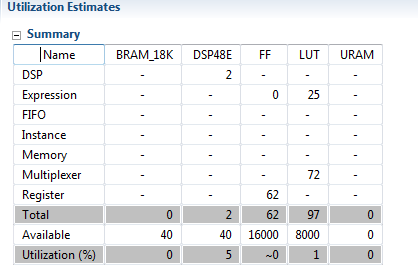 Utilization Estimates
Summary
Name BRAM_18K DSP48E FF LUT URAM
DSP - 2 - - -
Expression - - 0 25 -
FIFO - - - - -
Instance - - - - -
Memory - - - - -
Multiplexer - - - 72 -
Register - - 62 - -
Total 0 2 62 97 0
Available 40 40 16000 8000 0
Utilization (%) 0 5 ~0 1 0